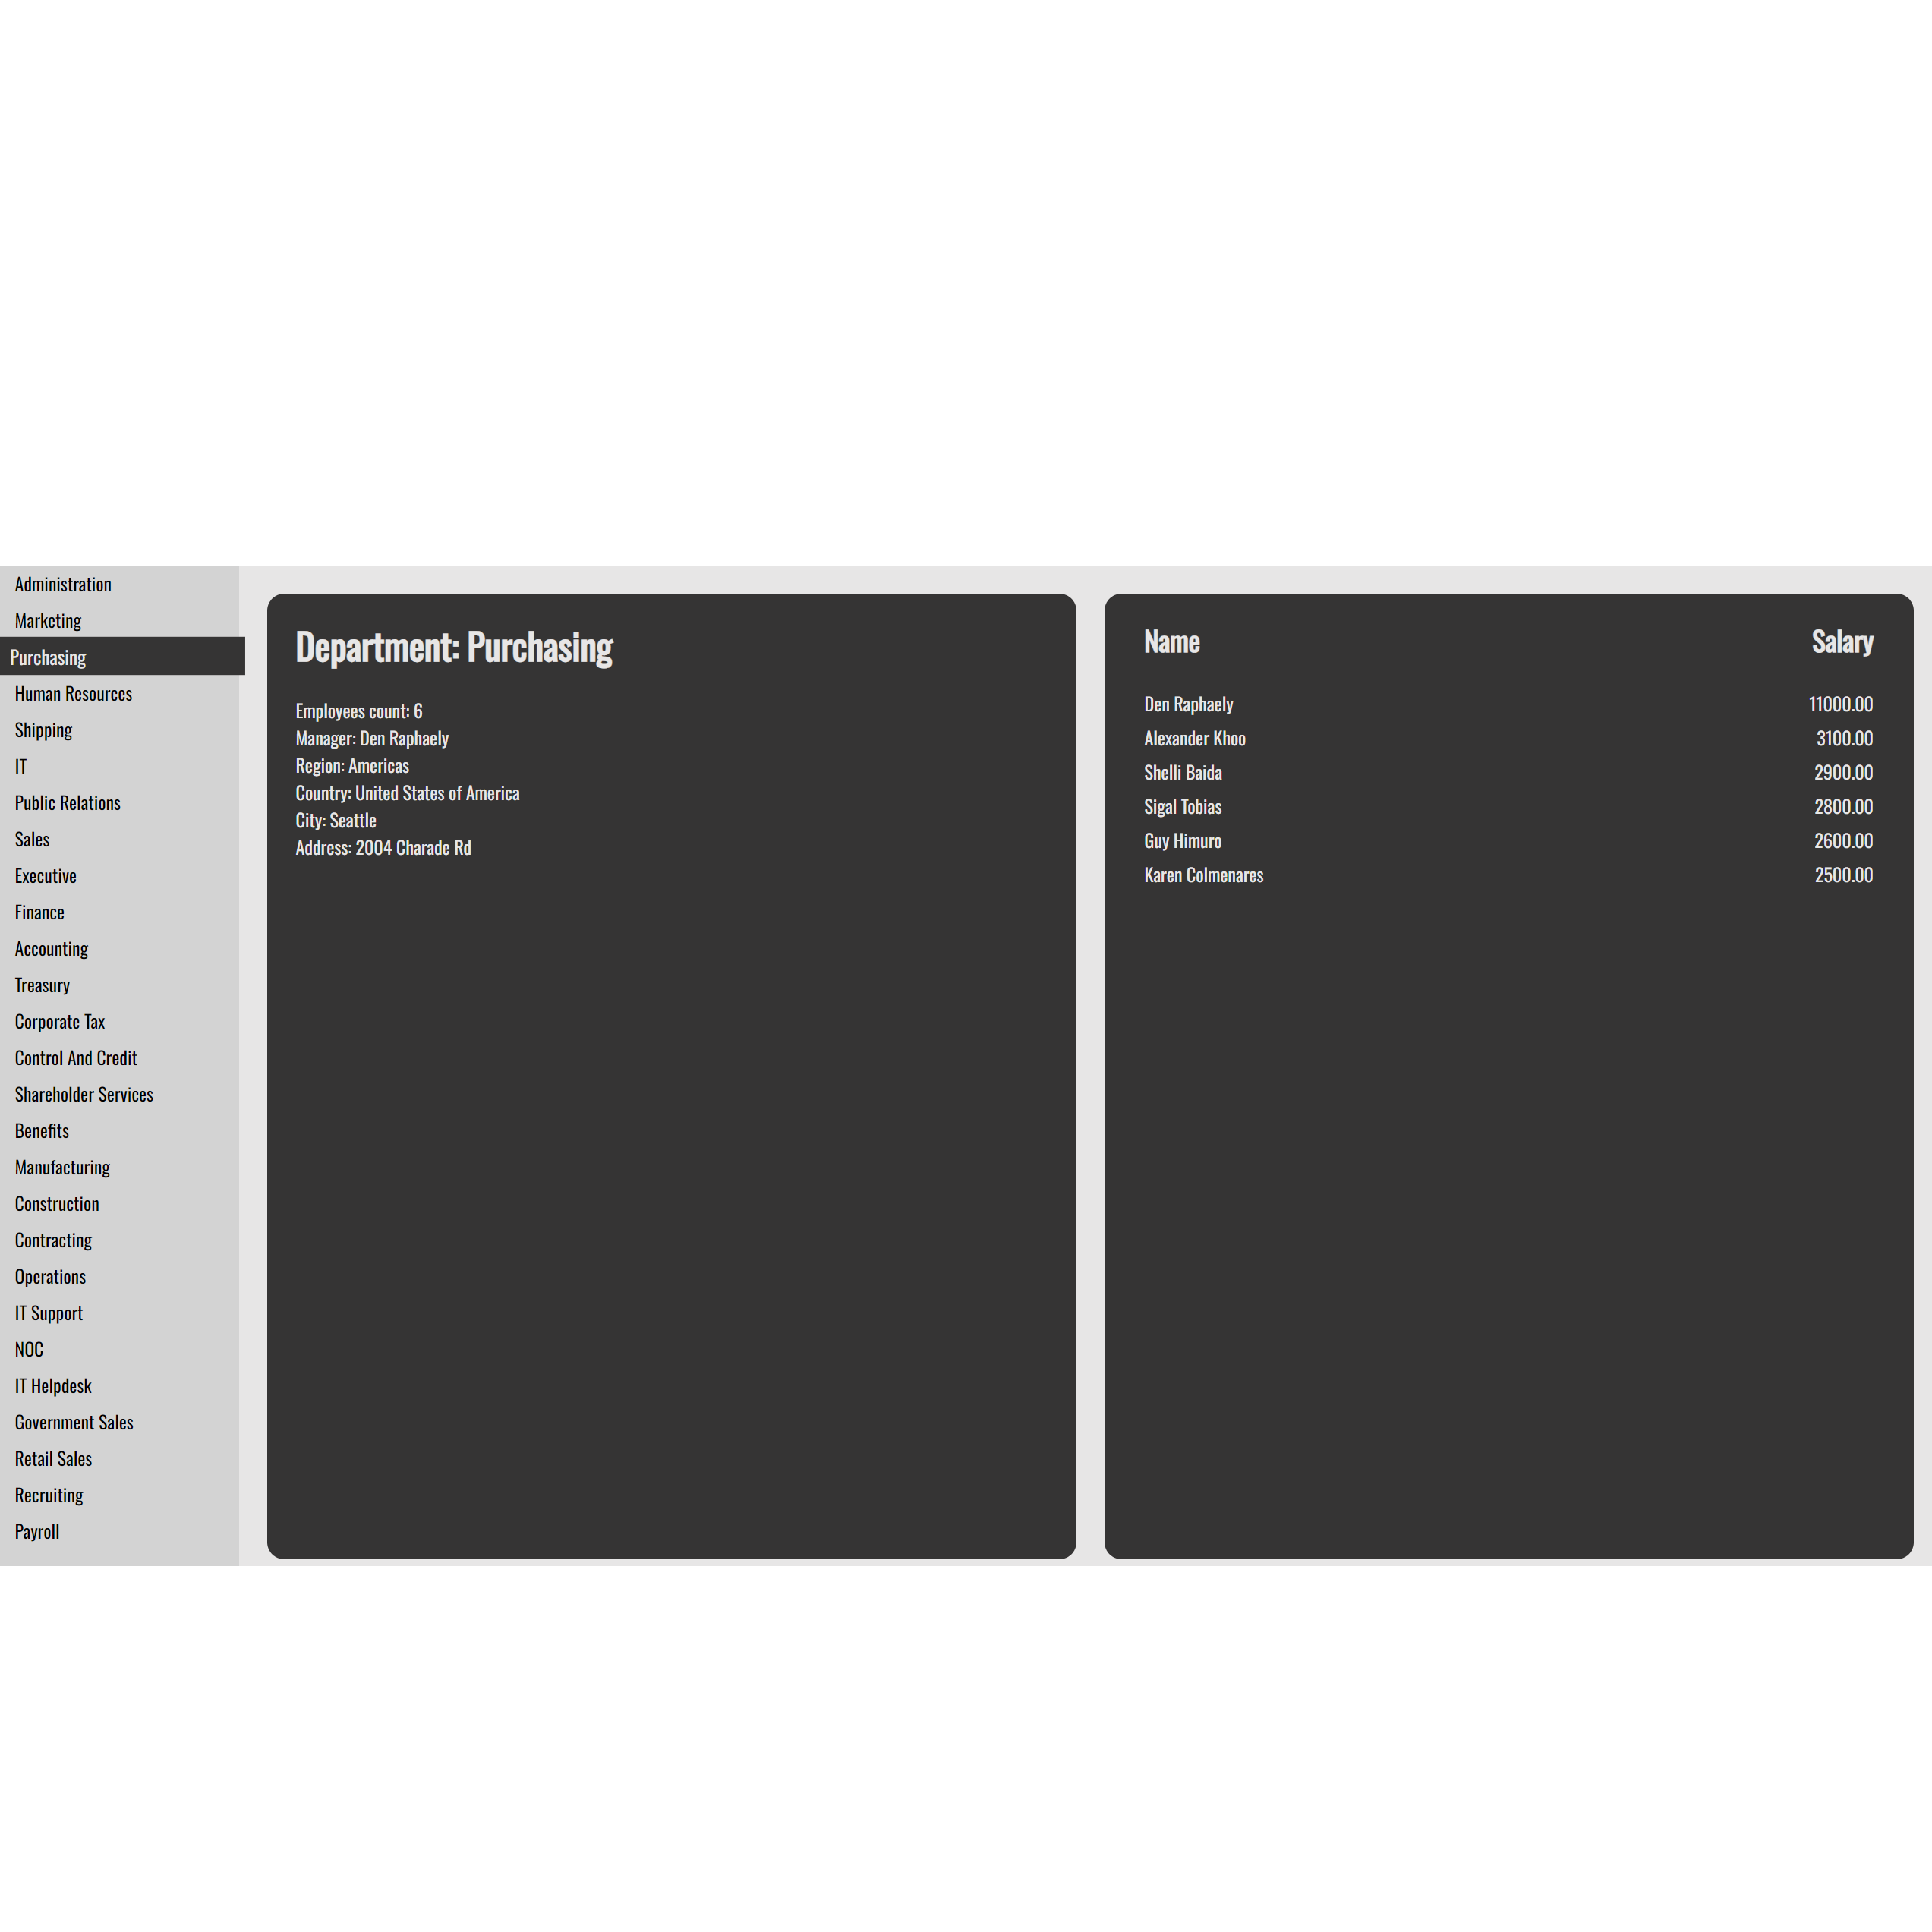 Administration
Marketing
Purchasing
Human Resources
Shipping
IT
Public Relations
Sales
Executive
Finance
Accounting
Treasury
Corporate Tax
Control And Credit
Shareholder Services
Benefits
Manufacturing
Construction
Contracting
Operations
IT Support
NOC
IT Helpdesk
Government Sales
Retail Sales
Recruiting
Payroll
Department: Purchasing
Employees count: 6
Manager: Den Raphaely
Region: Americas
Country: United States of America
City: Seattle
Address: 2004 Charade Rd
Name Salary
Den Raphaely 11000.00
Alexander Khoo 3100.00
Shelli Baida 2900.00
Sigal Tobias 2800.00
Guy Himuro 2600.00
Karen Colmenares 2500.00